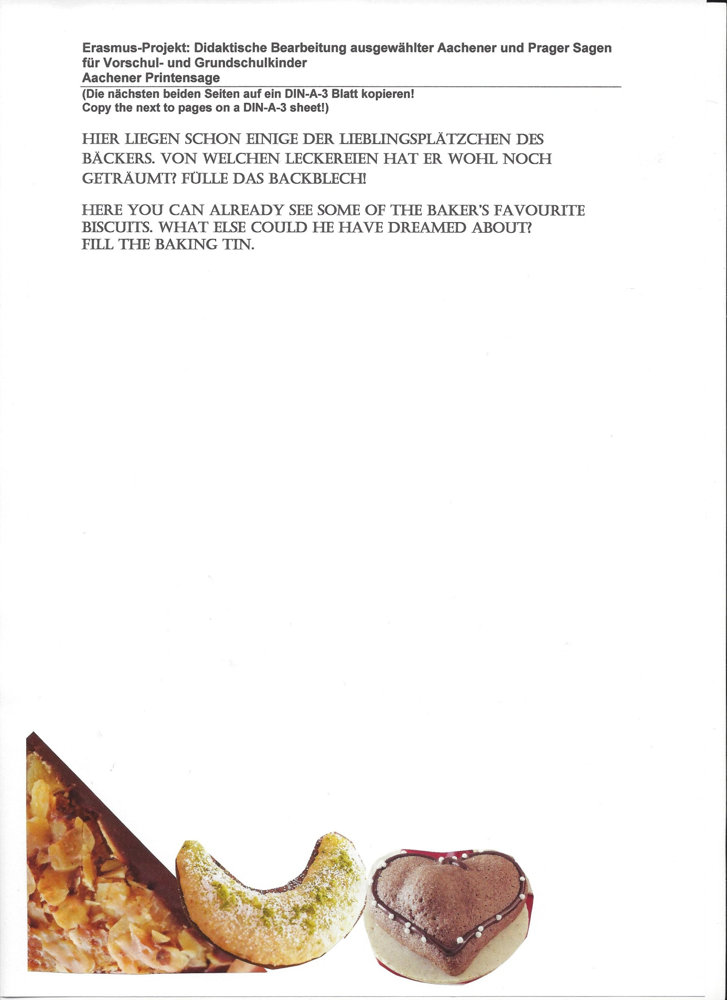 Erasmus-Projekt: Didaktische Bearbeitung ausgewählter Aachener und Prager Sagen
für Vorschul- und Grundschulkinder
Aachener Printensage
(Die nächsten beiden Seiten auf ein DIN-A-3 Blatt kopieren!
Copy the next to pages on a DIN-A-3 sheet!)
HIER LIEGEN SCHON EINIGE DER LIEBLINGSPLÄTZCHEN DES
BÄCKERS. VON WELCHEN LECKEREIEN HAT ER WOHL NOCH
GETRÄUMT? FÜLLE DAS BACKBLECH!
HERE YOU CAN ALREADY SEE SOME OF THE BAKER'S FAVOURITE
BISCUITS. WHAT ELSE COULD HE HAVE DREAMED ABOUT?
FILL THE BAKING TIN.